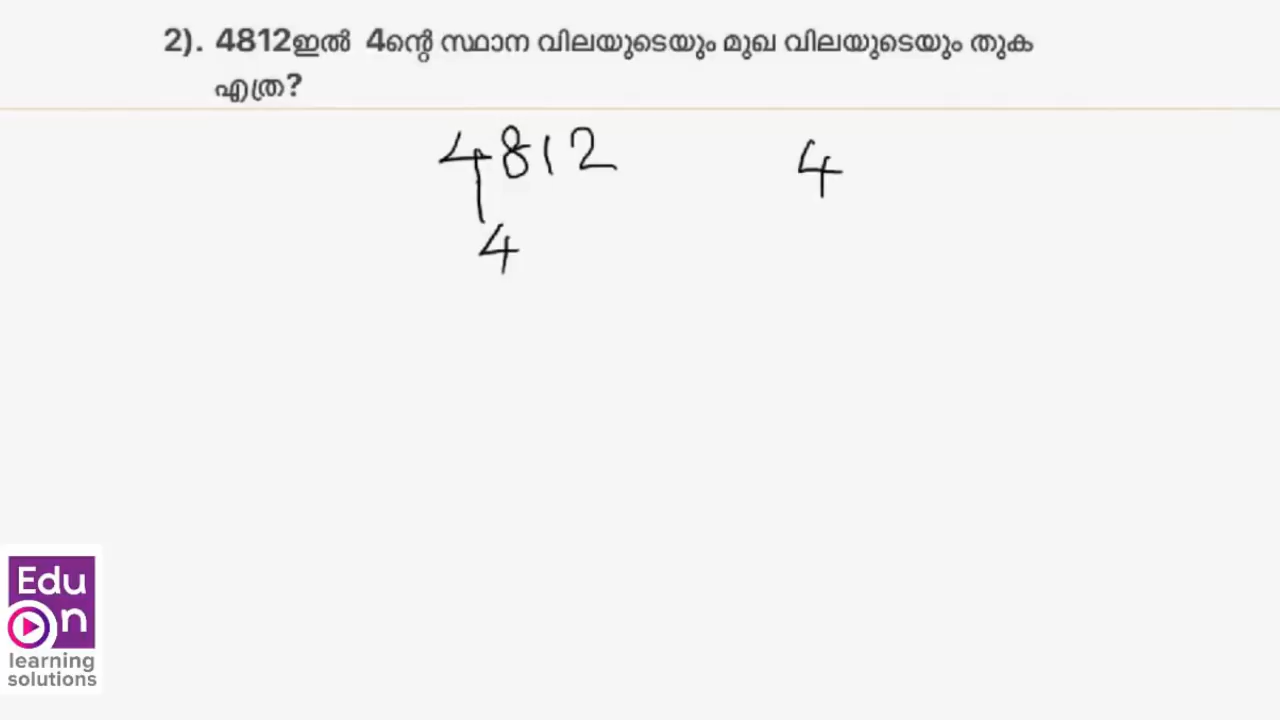 2). 4812ഇൽ 4ന്റെ സ്ഥാന വിലയുടെയും മുഖ വിലയുടെയും തുക
എത്ര?
4812 4
4
Edu
n
learning
solutions